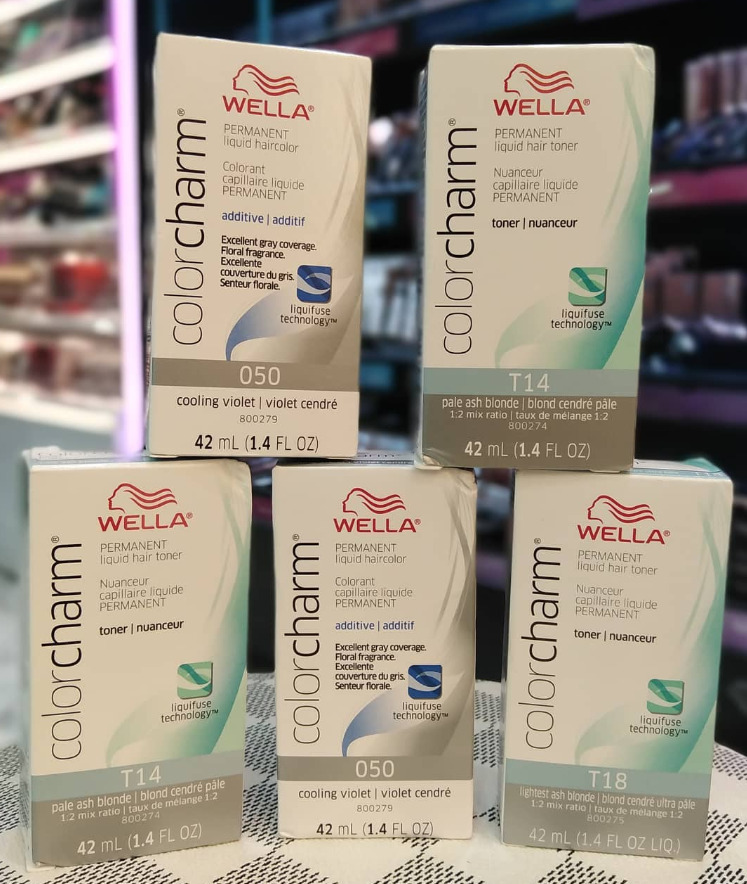 WELLA®
PERMANENT
liquid haircolor
Colorant
capillaire liquide
PERMANENT
additive | additif
Excellent gray coverage.
Floral fragrance.
Excellente
couverture du gris.
Senteur florale.
liquifuse
technology™
colorcharm®
050
cooling violet | violet cendré
800279
42 mL (1.4 FL OZ)
WELLA®
PERMANENT
liquid hair toner
Nuanceur
capillaire liquide
PERMANENT
toner | nuanceur
liquifuse
technology™
colorcharm®
T14
pale ash blonde | blond cendré pâle
1:2 mix ratio | taux de mélange 1:2
800274
42 mL (1.4 FL OZ)
WELLA®
PERMANENT
liquid hair toner
Nuanceur
capillaire liquide
PERMANENT
toner | nuanceur
liquifuse
technology™
colorcharm®
T14
pale ash blonde | blond cendré pâle
1:2 mix ratio | taux de mélange 1:2
800274
42 mL (1.4 FL OZ)
WELLA®
PERMANENT
liquid haircolor
Colorant
capillaire liquide
PERMANENT
additive | additif
Excellent gray coverage.
Floral fragrance.
Excellente
couverture du gris.
Senteur florale.
liquifuse
technology™
colorcharm®
050
cooling violet | violet cendré
800279
42 mL (1.4 FL OZ)
WELLA®
PERMANENT
liquid hair toner
Nuanceur
capillaire liquide
PERMANENT
toner | nuanceur
liquifuse
technology™
colorcharm®
T18
lightest ash blonde | blond cendré ultra pâle
1:2 mix ratio | taux de mélange 1:2
800275
42 mL (1.4 FL OZ LIQ.)